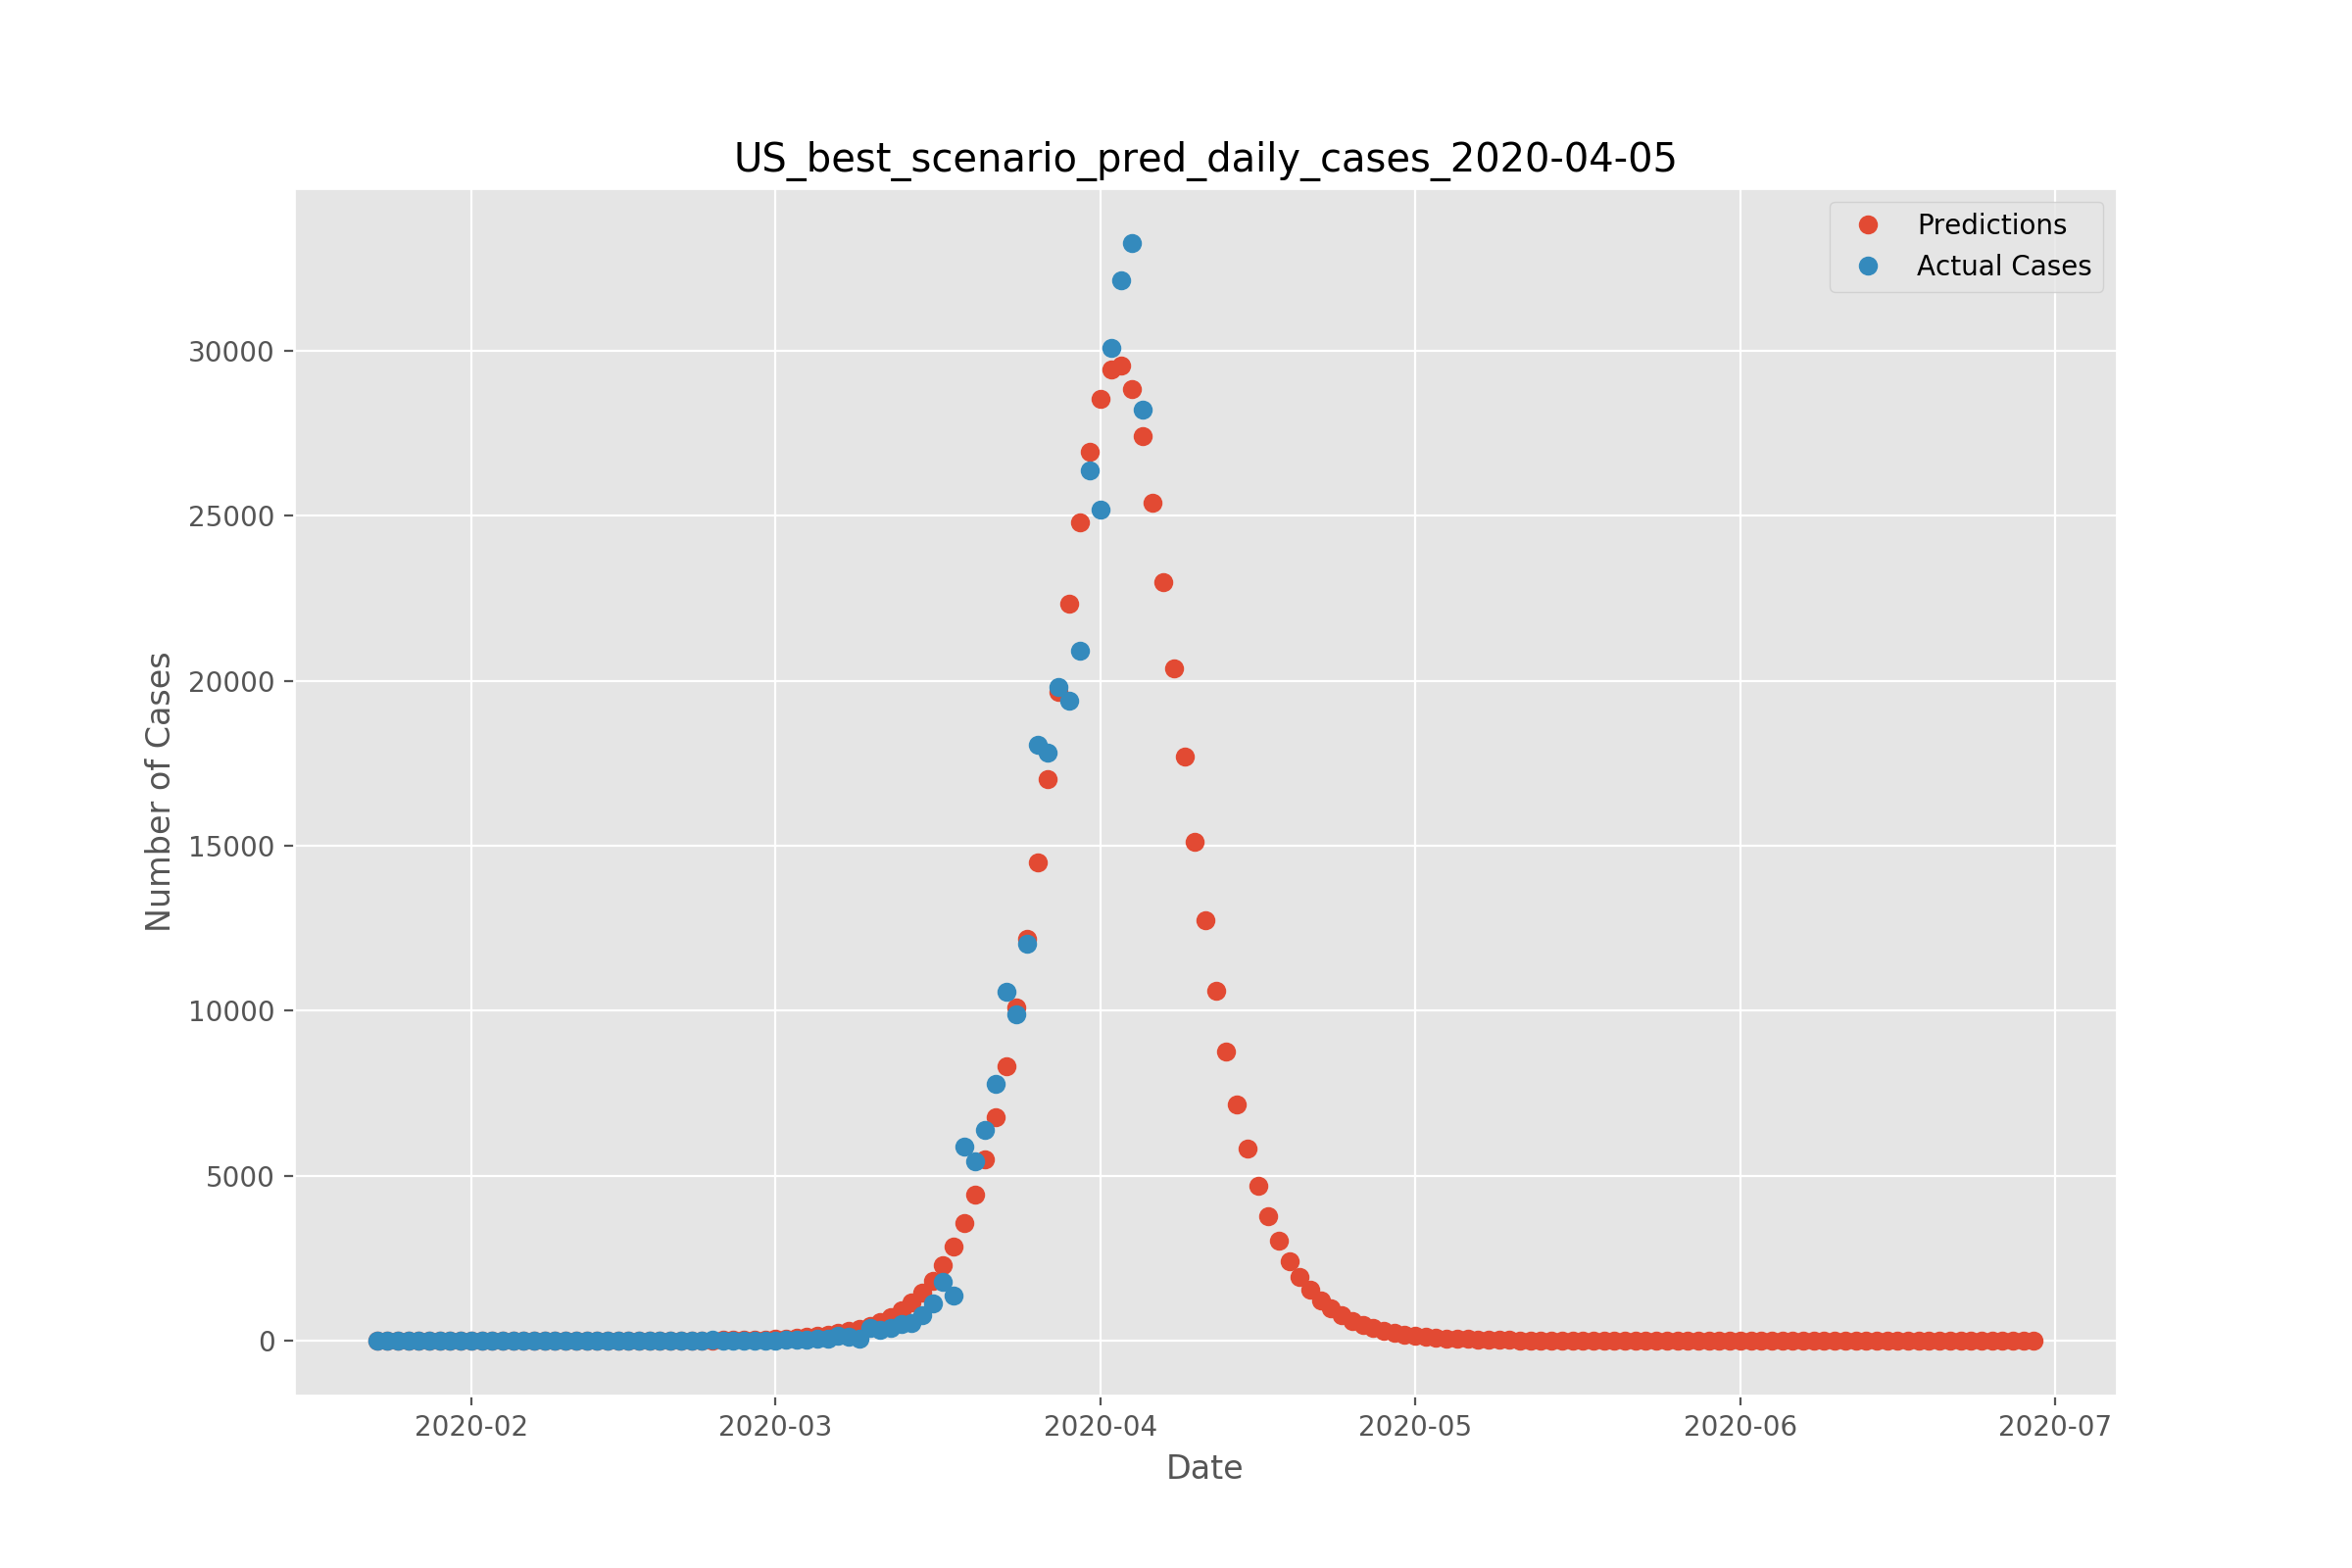 US_best_scenario_pred_daily_cases_2020-04-05
Predictions
Actual Cases
30000
25000
20000
15000
10000
5000
0
Number of Cases
2020-02
2020-03
2020-04
2020-05
2020-06
2020-07
Date